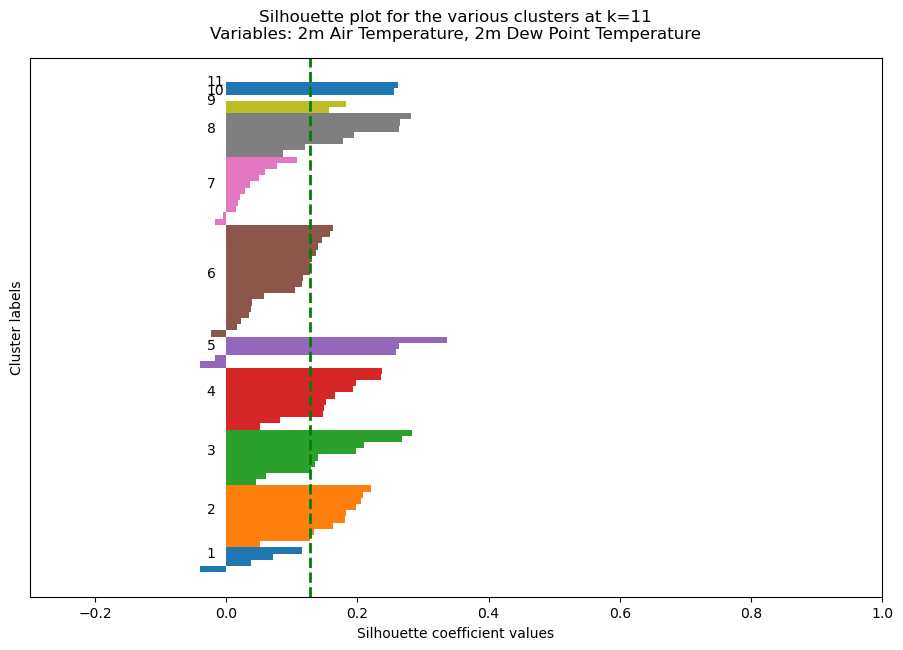 Silhouette plot for the various clusters at k=11
Variables: 2m Air Temperature, 2m Dew Point Temperature
Cluster labels
11
10
9
8
7
6
5
4
3
2
1
−0.2 0.0 0.2 0.4 0.6 0.8 1.0
Silhouette coefficient values